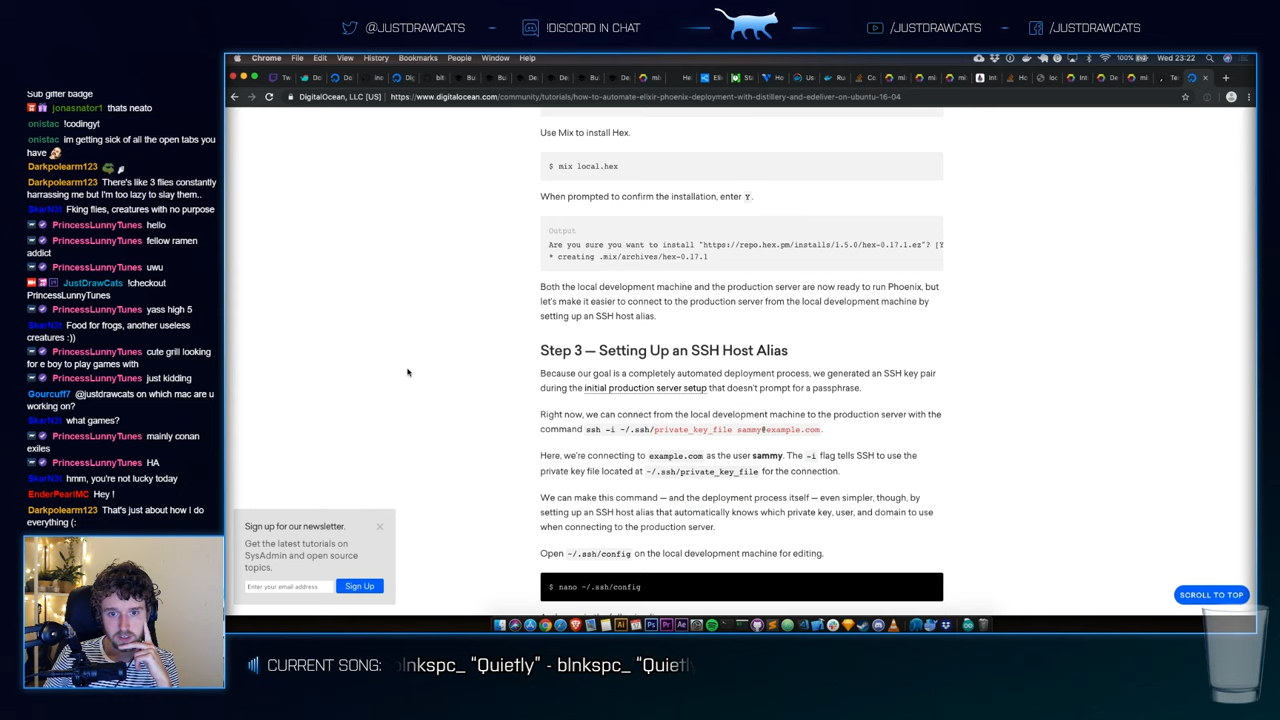 @JUSTDRAWCATS
!DISCORD IN CHAT
/JUSTDRAWCATS
/JUSTDRAWCATS
Chrome File Edit View History Bookmarks People Window Help
100% Wed 23:22
DigitalOcean, LLC [US] https://www.digitalocean.com/community/tutorials/how-to-automate-elixir-phoenix-deployment-with-distillery-and-edeliver-on-ubuntu-16-04
Sub gifter badge
jonasnator1 thats neato
onistac !codingyt
onistac im getting sick of all the open tabs you
have
Darkpolearm123
Darkpolearm123 There's like 3 flies constantly
harrassing me but I'm too lazy to slay them..
SkarN3t Fking flies, creatures with no purpose
PrincessLunnyTunes hello
PrincessLunnyTunes fellow ramen
addict
PrincessLunnyTunes uwu
JustDrawCats !checkout
PrincessLunnyTunes
PrincessLunnyTunes yass high 5
SkarN3t Food for frogs, another useless
creatures :))
PrincessLunnyTunes cute grill looking
for e boy to play games with
PrincessLunnyTunes just kidding
Gourcuff7 @justdrawcats on which mac are u
working on?
SkarN3t what games?
PrincessLunnyTunes mainly conan
exiles
PrincessLunnyTunes HA
SkarN3t hmm, you're not lucky today
EnderPearlMC Hey !
Darkpolearm123 That's just about how I do
everything (:
Use Mix to install Hex.
$ mix local.hex
When prompted to confirm the installation, enter Y.
Output
Are you sure you want to install "https://repo.hex.pm/installs/1.5.0/hex-0.17.1.ez"? [Y
* creating .mix/archives/hex-0.17.1
Both the local development machine and the production server are now ready to run Phoenix, but
let's make it easier to connect to the production server from the local development machine by
setting up an SSH host alias.
Step 3 — Setting Up an SSH Host Alias
Because our goal is a completely automated deployment process, we generated an SSH key pair
during the initial production server setup that doesn't prompt for a passphrase.
Right now, we can connect from the local development machine to the production server with the
command ssh -i ~/.ssh/private_key_file sammy@example.com.
Here, we're connecting to example.com as the user sammy. The -i flag tells SSH to use the
private key file located at ~/.ssh/private_key_file for the connection.
We can make this command — and the deployment process itself — even simpler, though, by
setting up an SSH host alias that automatically knows which private key, user, and domain to use
when connecting to the production server.
Open ~/.ssh/config on the local development machine for editing.
$ nano ~/.ssh/config
Sign up for our newsletter.
Get the latest tutorials on
SysAdmin and open source
topics.
Enter your email address
Sign Up
SCROLL TO TOP
CURRENT SONG: blnkspc_ “Quietly” - blnkspc_ “Quietly